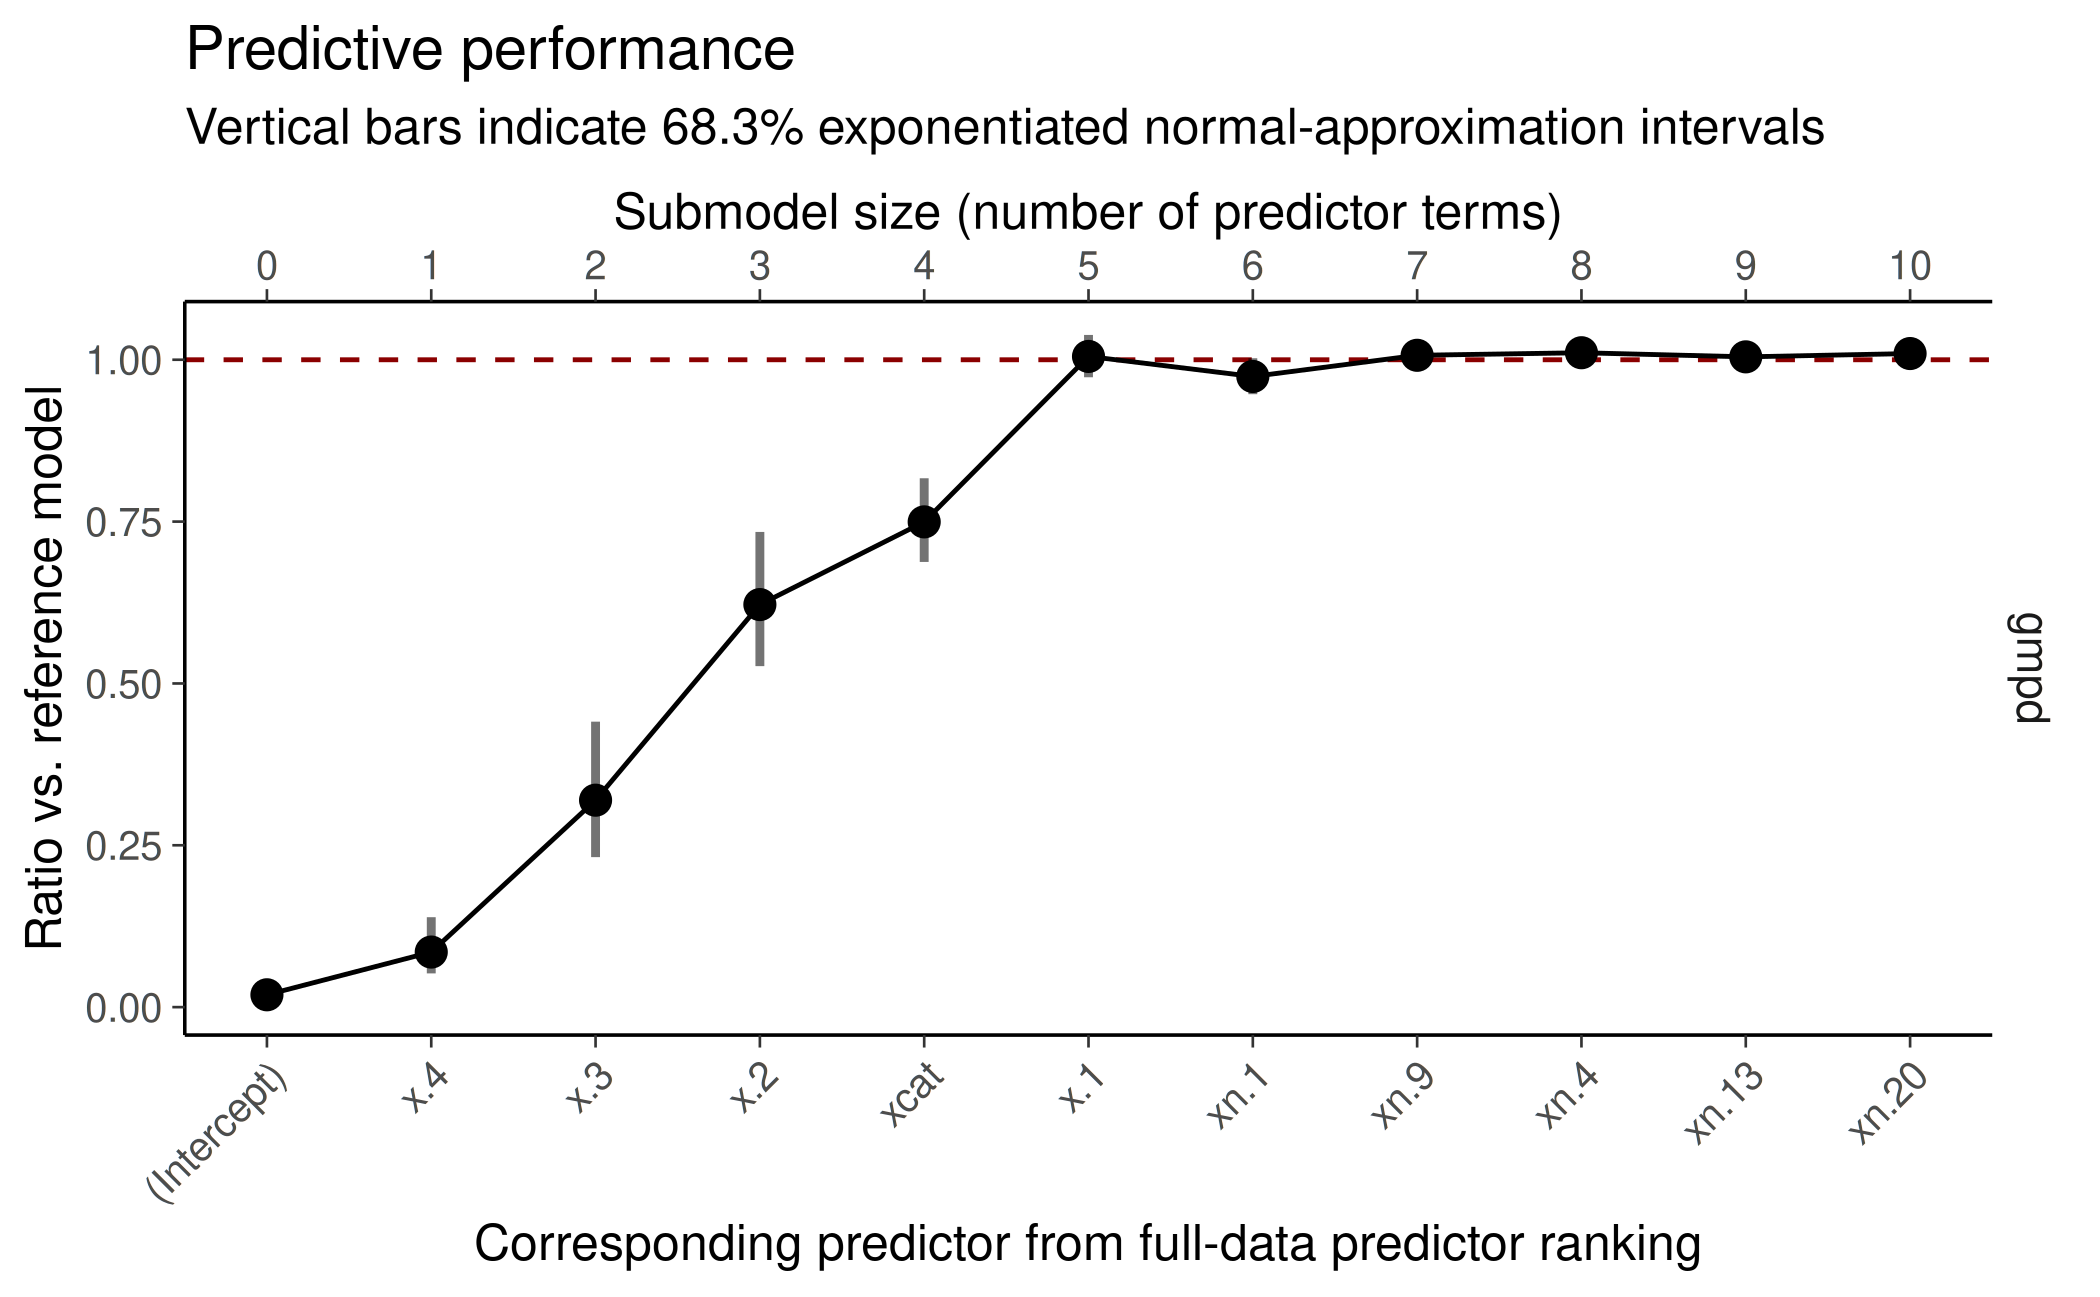 Predictive performance
Vertical bars indicate 68.3% exponentiated normal-approximation intervals
Submodel size (number of predictor terms)
0 1 2 3 4 5 6 7 8 9 10
Ratio vs. reference model
1.00
0.75
0.50
0.25
0.00
gmpd
(Intercept) x.4 x.3 x.2 xcat x.1 xn.1 xn.9 xn.4 xn.13 xn.20
Corresponding predictor from full-data predictor ranking